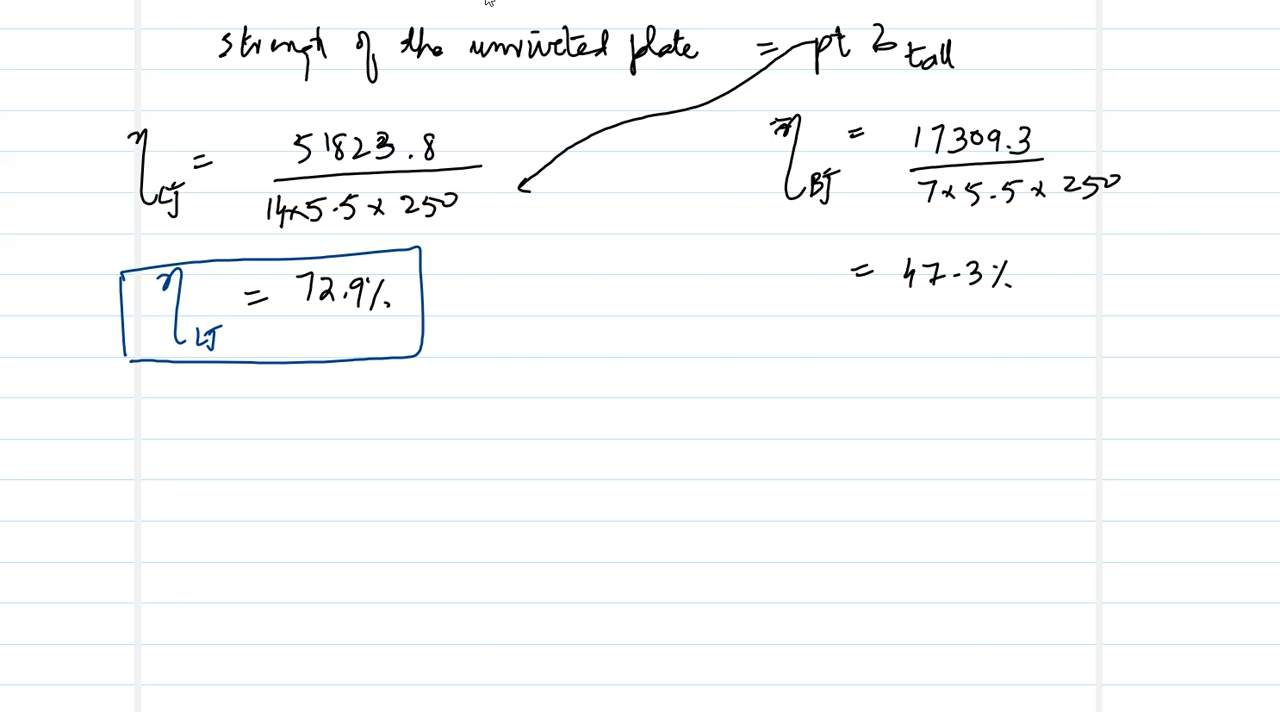 strength of the unriveted plate = pt σ tall
η LJ = 51823.8 / 14×5.5×250
η BJ = 17309.3 / 7×5.5×250
η LJ = 72.9%
= 47.3%